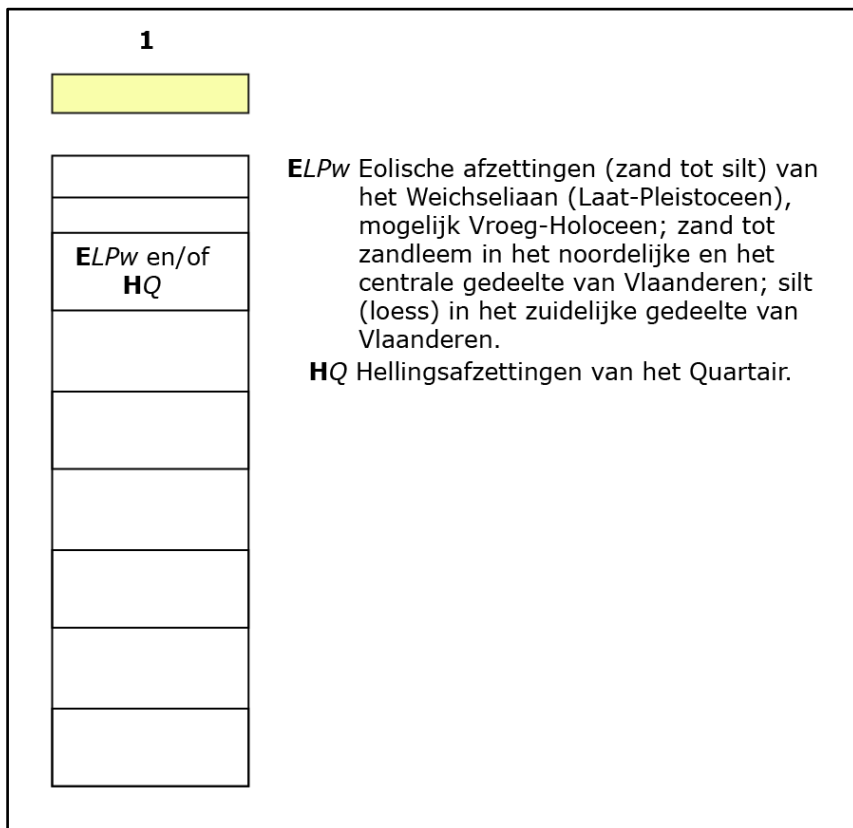 1
ELPw en/of
HQ
ELPw Eolische afzettingen (zand tot silt) van
het Weichseliaan (Laat-Pleistoceen),
mogelijk Vroeg-Holoceen; zand tot
zandleem in het noordelijke en het
centrale gedeelte van Vlaanderen; silt
(loess) in het zuidelijke gedeelte van
Vlaanderen.
HQ Hellingsafzettingen van het Quartair.